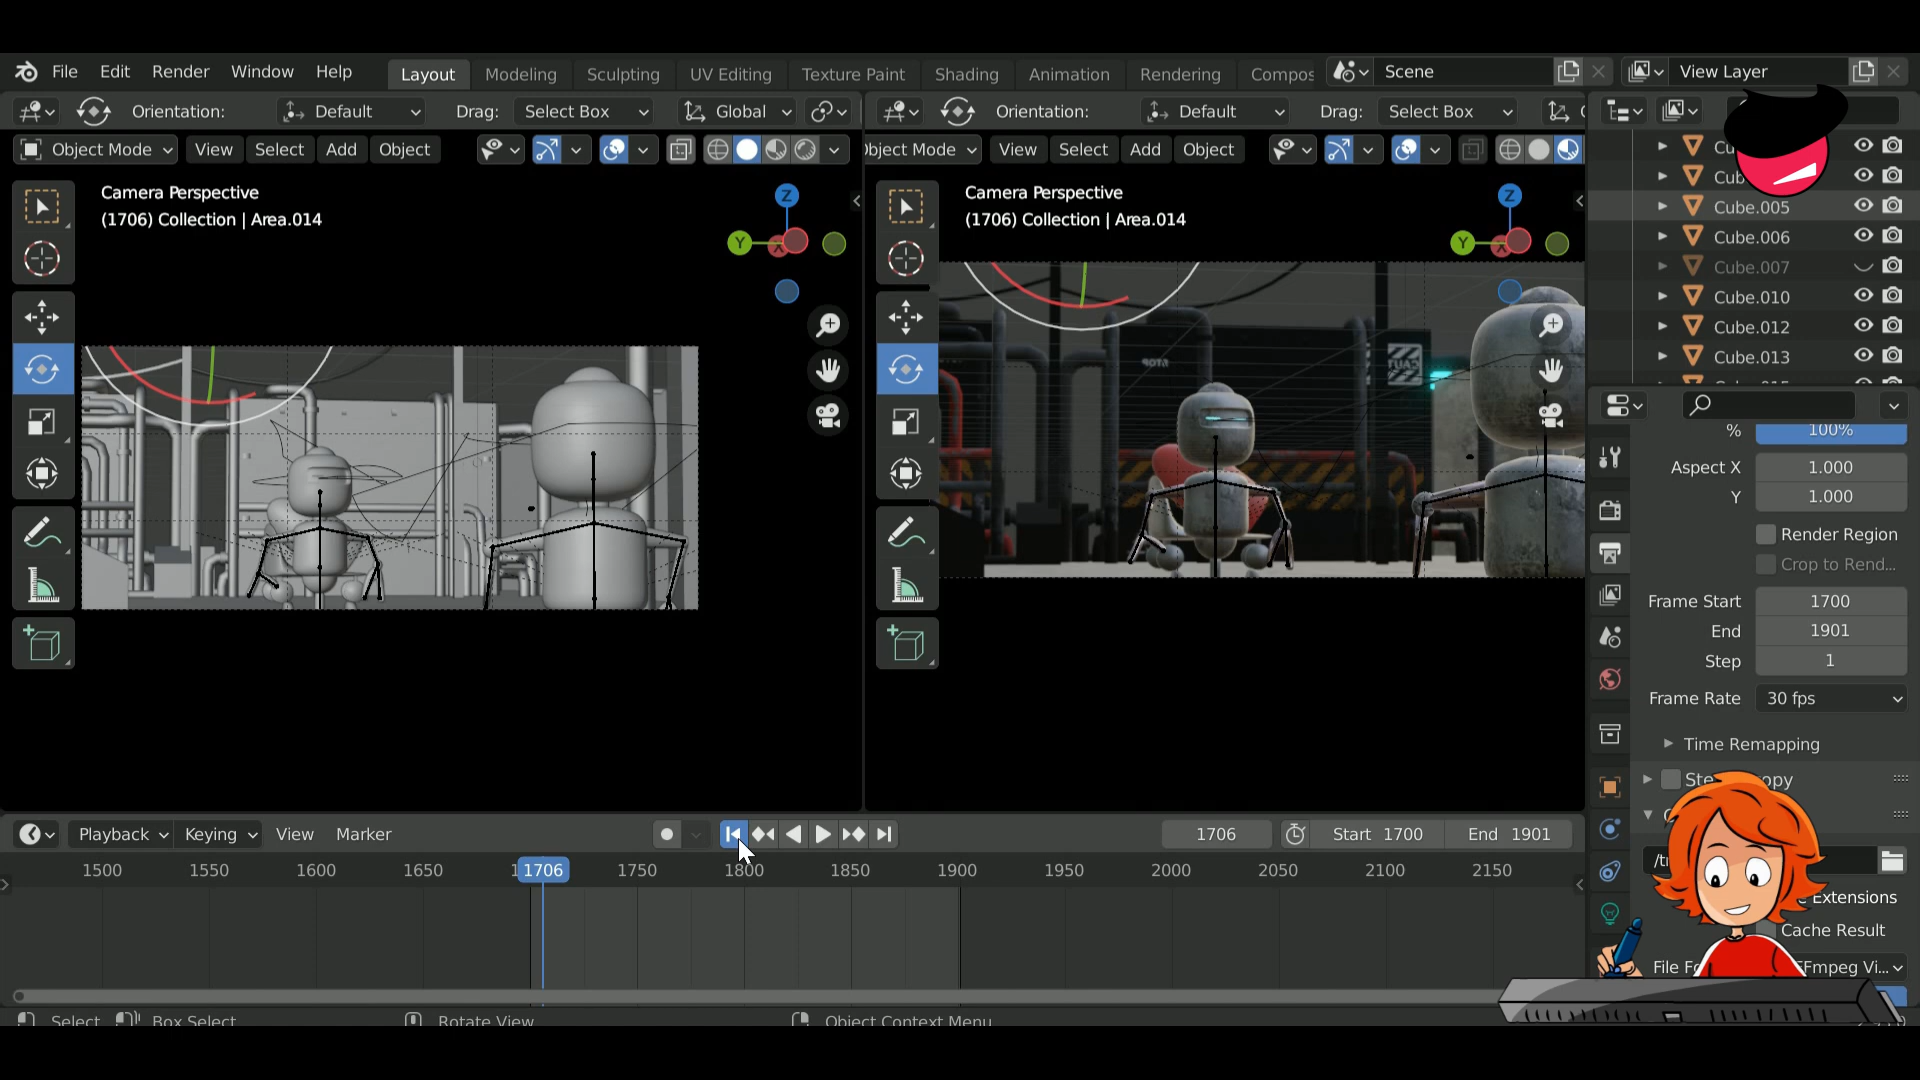 File Edit Render Window Help Layout Modeling Sculpting UV Editing Texture Paint Shading Animation Rendering Compos Scene View Layer
Orientation: Default Drag: Select Box Global Orientation: Default Drag: Select Box
Object Mode View Select Add Object bject Mode View Select Add Object
Camera Perspective
(1706) Collection | Area.014
Z
Y
X
Camera Perspective
(1706) Collection | Area.014
Z
Y
X
Cu
Cub
Cube.005
Cube.006
Cube.007
Cube.010
Cube.012
Cube.013
% 100%
Aspect X 1.000
Y 1.000
Render Region
Crop to Rend...
Frame Start 1700
End 1901
Step 1
Frame Rate 30 fps
Time Remapping
Ste opy
Extensions
Cache Result
File Fo FFmpeg Vi...
Playback Keying View Marker 1706 Start 1700 End 1901
1500 1550 1600 1650 1706 1750 1800 1850 1900 1950 2000 2050 2100 2150
Select Box Select Rotate View Object Context Menu